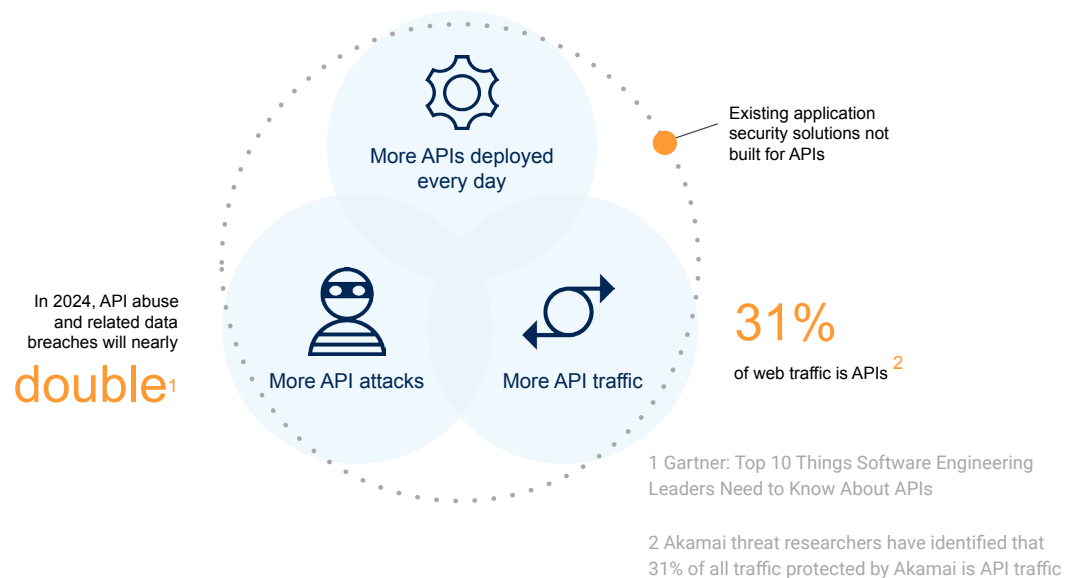 More APIs deployed
every day
Existing application
security solutions not
built for APIs
In 2024, API abuse
and related data
breaches will nearly
double1
More API attacks
More API traffic
31%
of web traffic is APIs 2
1 Gartner: Top 10 Things Software Engineering
Leaders Need to Know About APIs
2 Akamai threat researchers have identified that
31% of all traffic protected by Akamai is API traffic